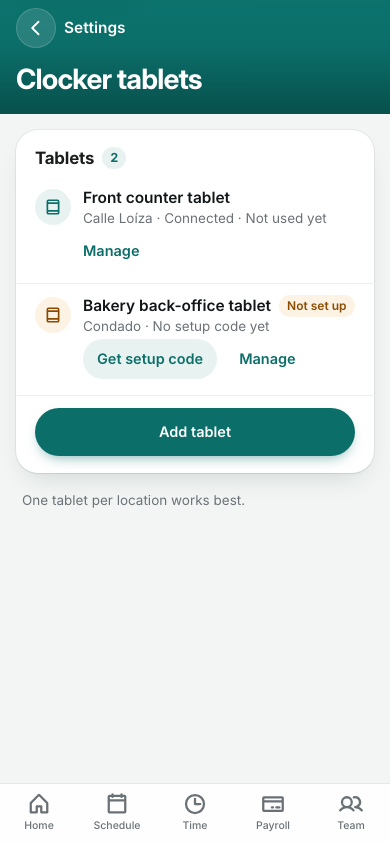 Settings
Clocker tablets
Tablets 2
Front counter tablet
Calle Loíza · Connected · Not used yet
Manage
Bakery back-office tablet Not set up
Condado · No setup code yet
Get setup code Manage
Add tablet
One tablet per location works best.
Home Schedule Time Payroll Team